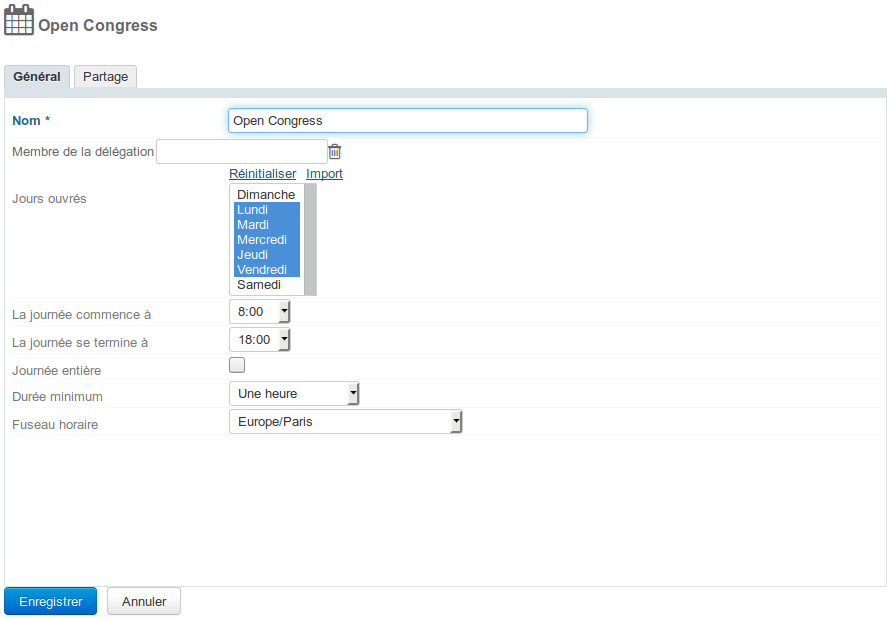 Open Congress
Général Partage
Nom * Open Congress
Membre de la délégation
Réinitialiser Import
Jours ouvrés
Dimanche
Lundi
Mardi
Mercredi
Jeudi
Vendredi
Samedi
La journée commence à 8:00
La journée se termine à 18:00
Journée entière
Durée minimum Une heure
Fuseau horaire Europe/Paris
Enregistrer Annuler